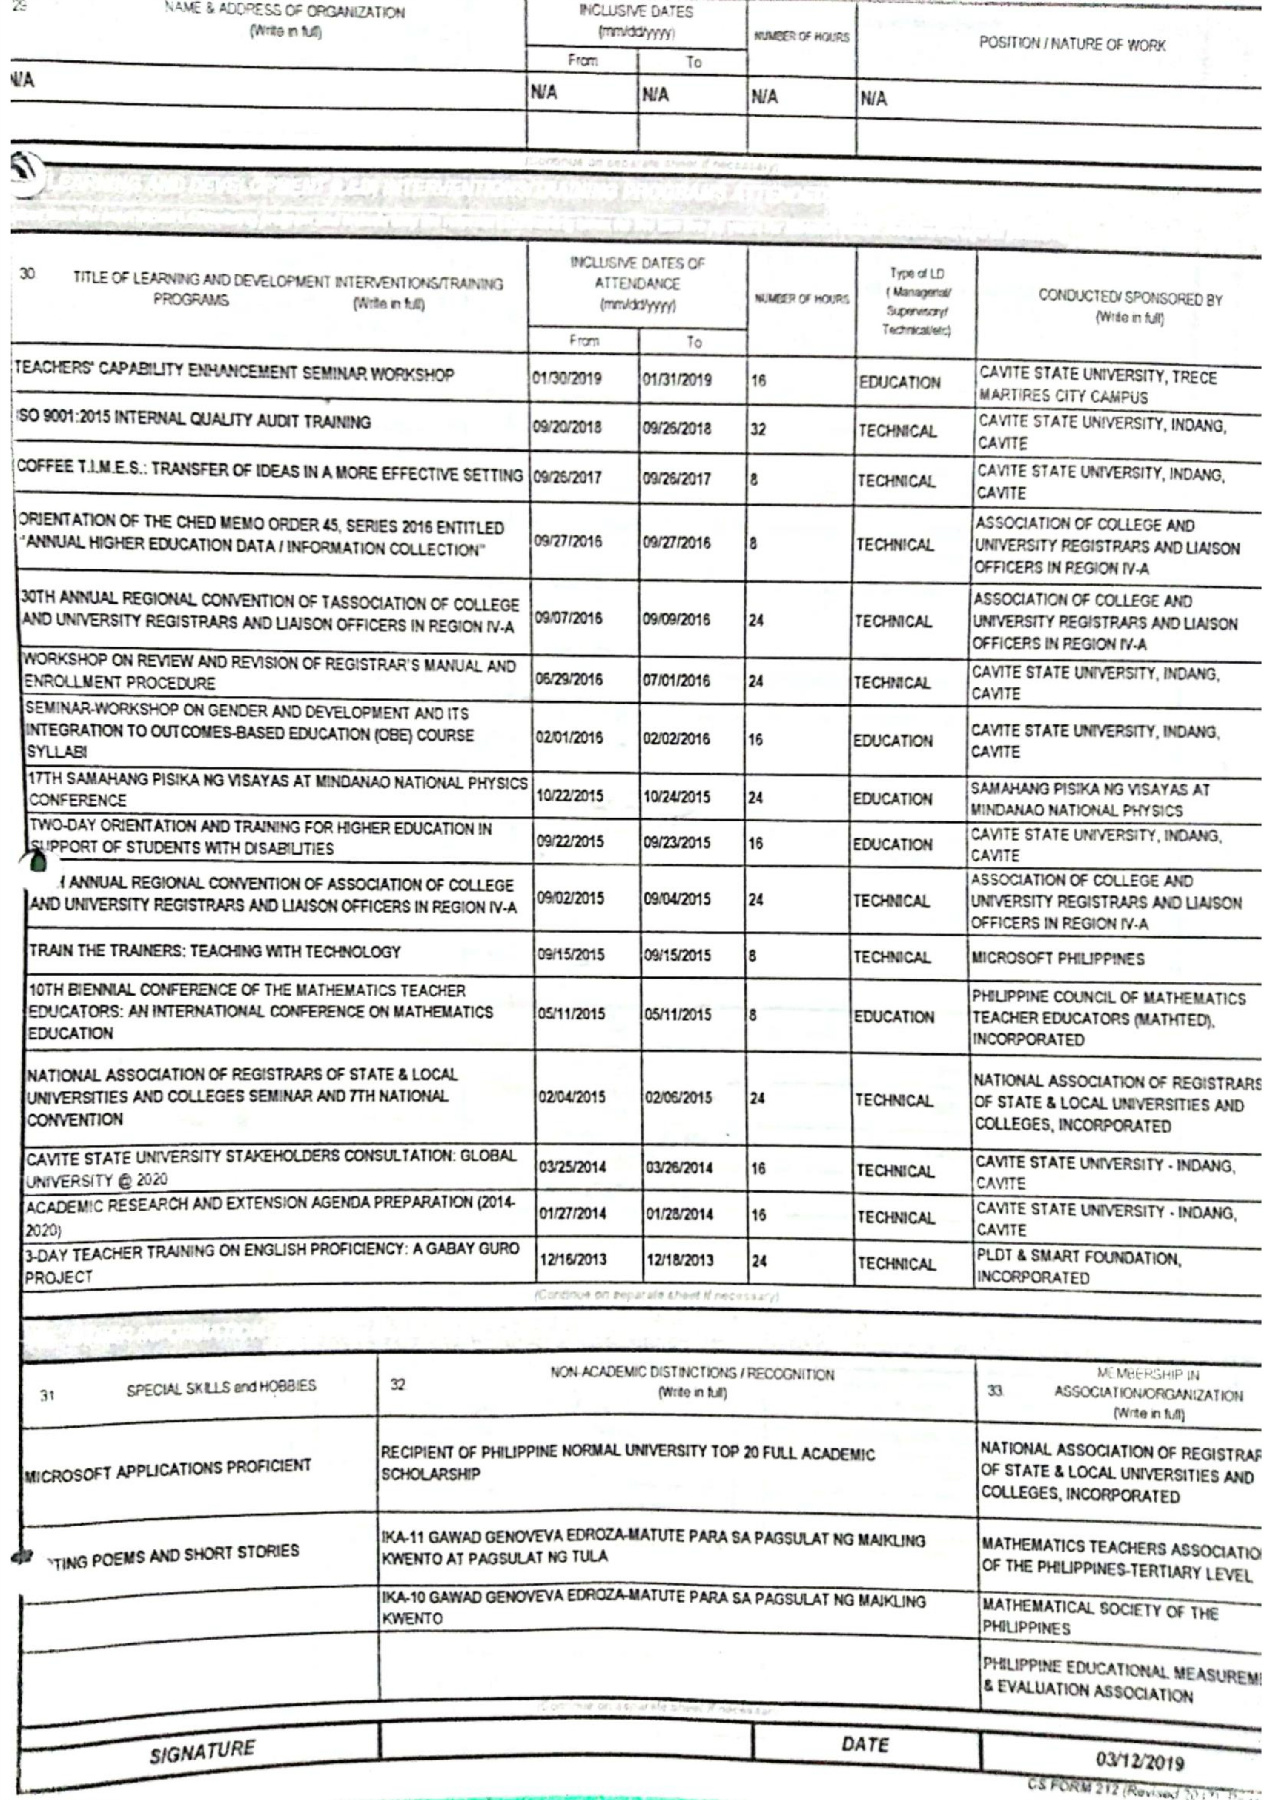 29
NAME & ADDRESS OF ORGANIZATION
(Write in full)
INCLUSIVE DATES
(mm/dd/yyyy)
NUMBER OF HOURS
POSITION / NATURE OF WORK
From
To
N/A
N/A
N/A
N/A
N/A
(Continue on separate sheet if necessary)
30
TITLE OF LEARNING AND DEVELOPMENT INTERVENTIONS/TRAINING
PROGRAMS
(Write in full)
INCLUSIVE DATES OF
ATTENDANCE
(mm/dd/yyyy)
From
To
NUMBER OF HOURS
Type of LD
( Managerial/
Supervisory/
Technical/etc)
CONDUCTED/ SPONSORED BY
(Write in full)
TEACHERS' CAPABILITY ENHANCEMENT SEMINAR WORKSHOP
01/30/2019
01/31/2019
16
EDUCATION
CAVITE STATE UNIVERSITY, TRECE
MARTIRES CITY CAMPUS
ISO 9001:2015 INTERNAL QUALITY AUDIT TRAINING
09/20/2018
09/26/2018
32
TECHNICAL
CAVITE STATE UNIVERSITY, INDANG,
CAVITE
COFFEE T.I.M.E.S.: TRANSFER OF IDEAS IN A MORE EFFECTIVE SETTING
09/26/2017
09/26/2017
8
TECHNICAL
CAVITE STATE UNIVERSITY, INDANG,
CAVITE
ORIENTATION OF THE CHED MEMO ORDER 45, SERIES 2016 ENTITLED
"ANNUAL HIGHER EDUCATION DATA / INFORMATION COLLECTION"
09/27/2016
09/27/2016
8
TECHNICAL
ASSOCIATION OF COLLEGE AND
UNIVERSITY REGISTRARS AND LIAISON
OFFICERS IN REGION IV-A
30TH ANNUAL REGIONAL CONVENTION OF TASSOCIATION OF COLLEGE
AND UNIVERSITY REGISTRARS AND LIAISON OFFICERS IN REGION IV-A
09/07/2016
09/09/2016
24
TECHNICAL
ASSOCIATION OF COLLEGE AND
UNIVERSITY REGISTRARS AND LIAISON
OFFICERS IN REGION IV-A
WORKSHOP ON REVIEW AND REVISION OF REGISTRAR'S MANUAL AND
ENROLLMENT PROCEDURE
06/29/2016
07/01/2016
24
TECHNICAL
CAVITE STATE UNIVERSITY, INDANG,
CAVITE
SEMINAR-WORKSHOP ON GENDER AND DEVELOPMENT AND ITS
INTEGRATION TO OUTCOMES-BASED EDUCATION (OBE) COURSE
SYLLABI
02/01/2016
02/02/2016
16
EDUCATION
CAVITE STATE UNIVERSITY, INDANG,
CAVITE
17TH SAMAHANG PISIKA NG VISAYAS AT MINDANAO NATIONAL PHYSICS
CONFERENCE
10/22/2015
10/24/2015
24
EDUCATION
SAMAHANG PISIKA NG VISAYAS AT
MINDANAO NATIONAL PHYSICS
TWO-DAY ORIENTATION AND TRAINING FOR HIGHER EDUCATION IN
SUPPORT OF STUDENTS WITH DISABILITIES
09/22/2015
09/23/2015
16
EDUCATION
CAVITE STATE UNIVERSITY, INDANG,
CAVITE
ANNUAL REGIONAL CONVENTION OF ASSOCIATION OF COLLEGE
AND UNIVERSITY REGISTRARS AND LIAISON OFFICERS IN REGION IV-A
09/02/2015
09/04/2015
24
TECHNICAL
ASSOCIATION OF COLLEGE AND
UNIVERSITY REGISTRARS AND LIAISON
OFFICERS IN REGION IV-A
TRAIN THE TRAINERS: TEACHING WITH TECHNOLOGY
09/15/2015
09/15/2015
8
TECHNICAL
MICROSOFT PHILIPPINES
10TH BIENNIAL CONFERENCE OF THE MATHEMATICS TEACHER
EDUCATORS: AN INTERNATIONAL CONFERENCE ON MATHEMATICS
EDUCATION
05/11/2015
05/11/2015
8
EDUCATION
PHILIPPINE COUNCIL OF MATHEMATICS
TEACHER EDUCATORS (MATHTED),
INCORPORATED
NATIONAL ASSOCIATION OF REGISTRARS OF STATE & LOCAL
UNIVERSITIES AND COLLEGES SEMINAR AND 7TH NATIONAL
CONVENTION
02/04/2015
02/06/2015
24
TECHNICAL
NATIONAL ASSOCIATION OF REGISTRARS
OF STATE & LOCAL UNIVERSITIES AND
COLLEGES, INCORPORATED
CAVITE STATE UNIVERSITY STAKEHOLDERS CONSULTATION: GLOBAL
UNIVERSITY @ 2020
03/25/2014
03/26/2014
16
TECHNICAL
CAVITE STATE UNIVERSITY - INDANG,
CAVITE
ACADEMIC RESEARCH AND EXTENSION AGENDA PREPARATION (2014-
2020)
01/27/2014
01/28/2014
16
TECHNICAL
CAVITE STATE UNIVERSITY - INDANG,
CAVITE
3-DAY TEACHER TRAINING ON ENGLISH PROFICIENCY: A GABAY GURO
PROJECT
12/16/2013
12/18/2013
24
TECHNICAL
PLDT & SMART FOUNDATION,
INCORPORATED
(Continue on separate sheet if necessary)
31
SPECIAL SKILLS and HOBBIES
32
NON-ACADEMIC DISTINCTIONS / RECOGNITION
(Write in full)
33.
MEMBERSHIP IN
ASSOCIATION/ORGANIZATION
(Write in full)
MICROSOFT APPLICATIONS PROFICIENT
RECIPIENT OF PHILIPPINE NORMAL UNIVERSITY TOP 20 FULL ACADEMIC
SCHOLARSHIP
NATIONAL ASSOCIATION OF REGISTRAR
OF STATE & LOCAL UNIVERSITIES AND
COLLEGES, INCORPORATED
TING POEMS AND SHORT STORIES
IKA-11 GAWAD GENOVEVA EDROZA-MATUTE PARA SA PAGSULAT NG MAIKLING
KWENTO AT PAGSULAT NG TULA
MATHEMATICS TEACHERS ASSOCIATIO
OF THE PHILIPPINES-TERTIARY LEVEL
IKA-10 GAWAD GENOVEVA EDROZA-MATUTE PARA SA PAGSULAT NG MAIKLING
KWENTO
MATHEMATICAL SOCIETY OF THE
PHILIPPINES
PHILIPPINE EDUCATIONAL MEASUREME
& EVALUATION ASSOCIATION
(Continue on separate sheet if necessary)
SIGNATURE
DATE
03/12/2019
CS FORM 212 (Revised 2017),